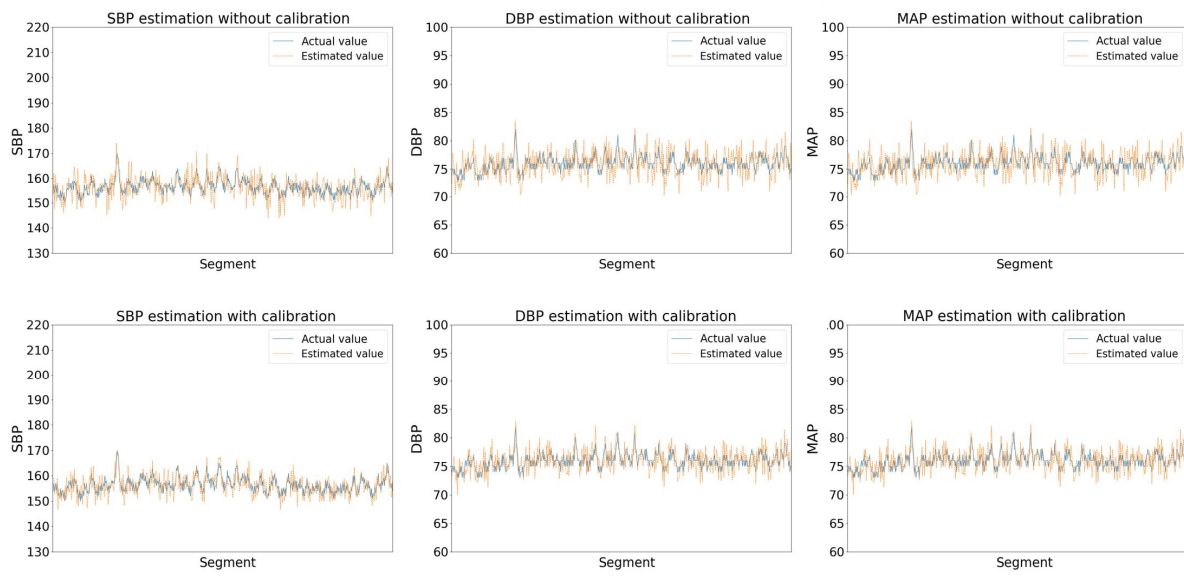 SBP estimation without calibration
220
210
200
190
180
170
160
150
140
130
SBP
Actual value
Estimated value
Segment
DBP estimation without calibration
100
95
90
85
80
75
70
65
60
DBP
Actual value
Estimated value
Segment
MAP estimation without calibration
100
95
90
85
80
75
70
65
60
MAP
Actual value
Estimated value
Segment
SBP estimation with calibration
220
210
200
190
180
170
160
150
140
130
SBP
Actual value
Estimated value
Segment
DBP estimation with calibration
100
95
90
85
80
75
70
65
60
DBP
Actual value
Estimated value
Segment
MAP estimation with calibration
.00
95
90
85
80
75
70
65
60
MAP
Actual value
Estimated value
Segment